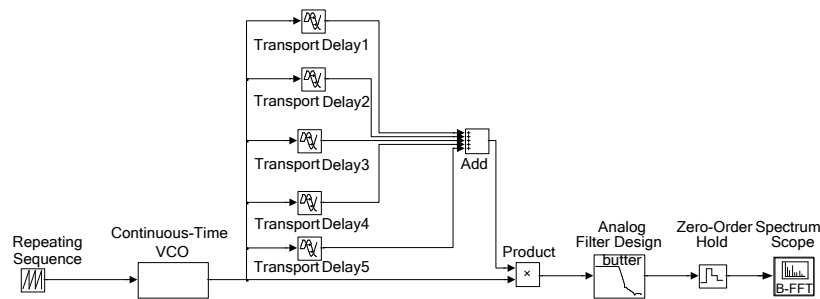 Transport Delay1
Transport Delay2
Transport Delay3
Add
Transport Delay4
Repeating
Sequence
Continuous-Time
VCO
Transport Delay5
Product
×
Analog
Filter Design
butter
Zero-Order
Hold
Spectrum
Scope
B-FFT